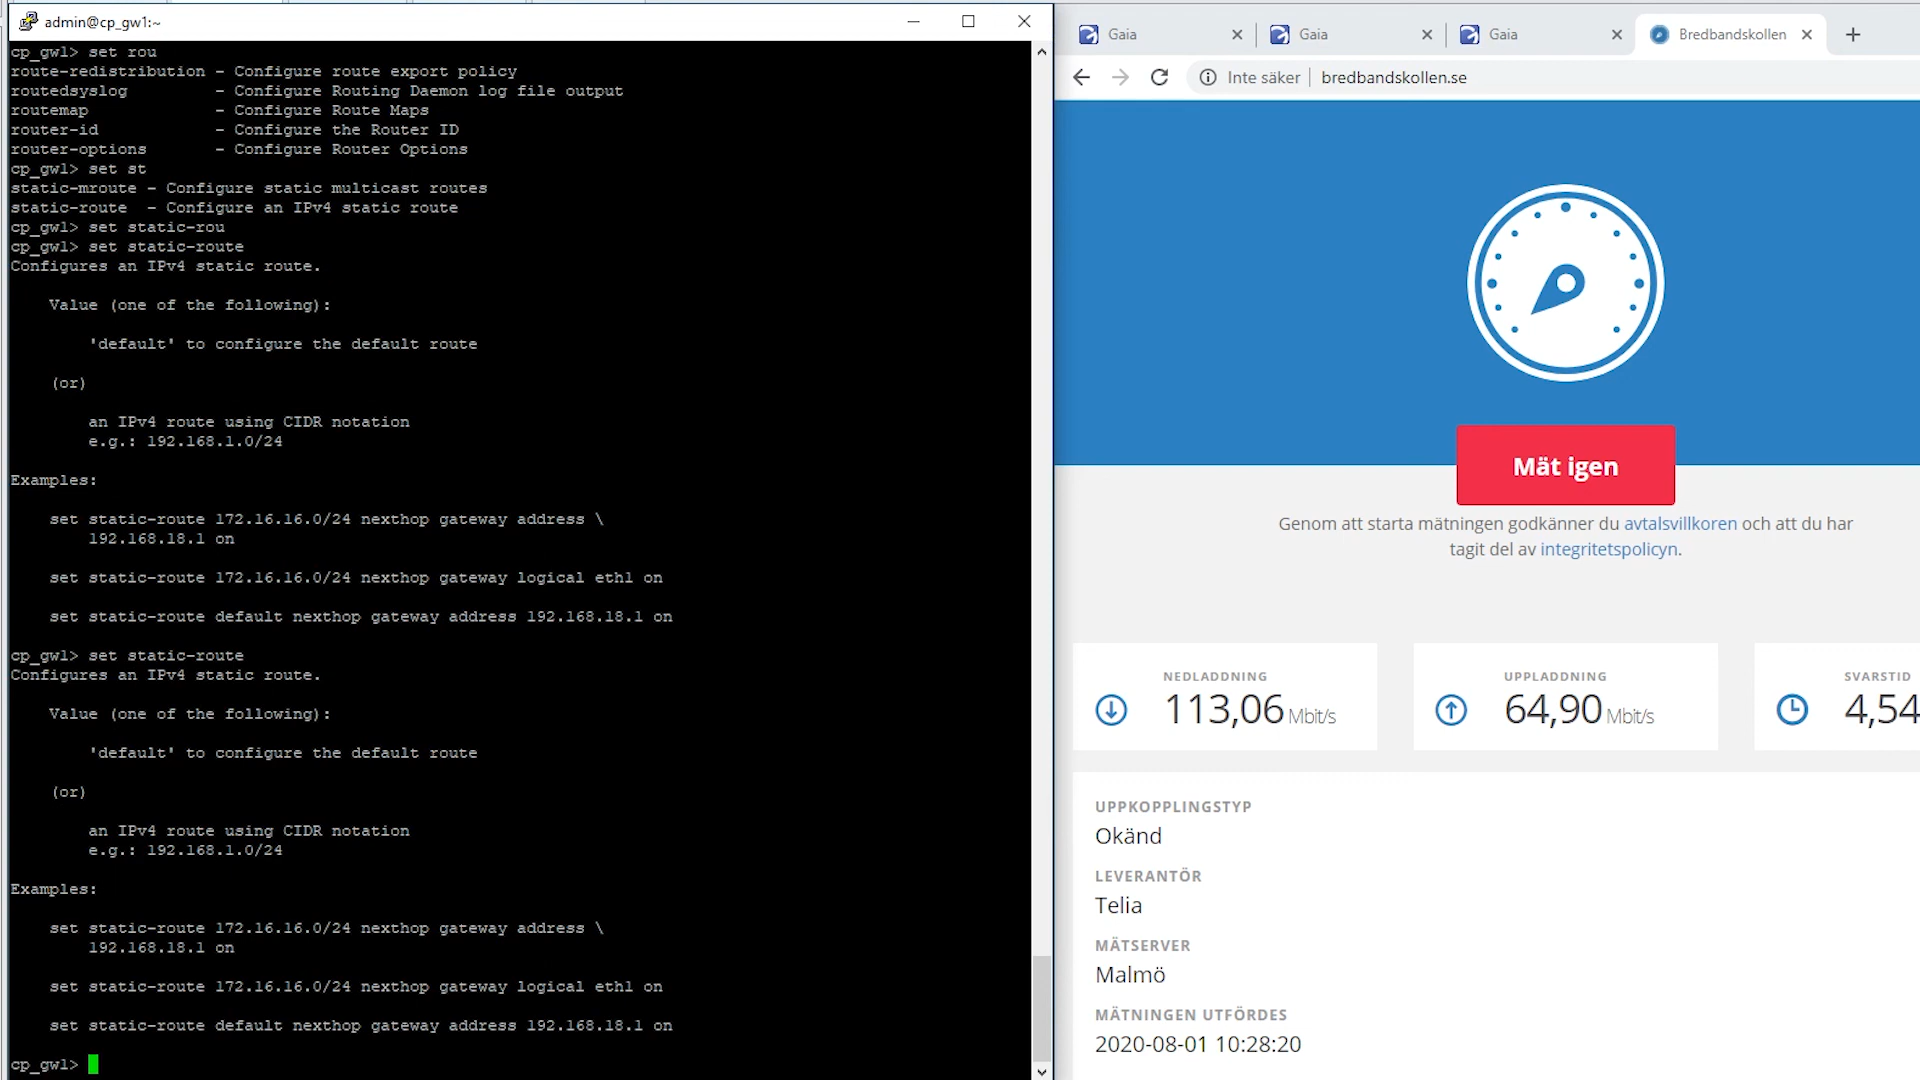 admin@cp_gw1:~
cp_gw1> set rou
route-redistribution - Configure route export policy
routedsyslog - Configure Routing Daemon log file output
routemap - Configure Route Maps
router-id - Configure the Router ID
router-options - Configure Router Options
cp_gw1> set st
static-mroute - Configure static multicast routes
static-route - Configure an IPv4 static route
cp_gw1> set static-rou
cp_gw1> set static-route
Configures an IPv4 static route.
Value (one of the following):
'default' to configure the default route
(or)
an IPv4 route using CIDR notation
e.g.: 192.168.1.0/24
Examples:
set static-route 172.16.16.0/24 nexthop gateway address \
192.168.18.1 on
set static-route 172.16.16.0/24 nexthop gateway logical eth1 on
set static-route default nexthop gateway address 192.168.18.1 on
cp_gw1> set static-route
Configures an IPv4 static route.
Value (one of the following):
'default' to configure the default route
(or)
an IPv4 route using CIDR notation
e.g.: 192.168.1.0/24
Examples:
set static-route 172.16.16.0/24 nexthop gateway address \
192.168.18.1 on
set static-route 172.16.16.0/24 nexthop gateway logical eth1 on
set static-route default nexthop gateway address 192.168.18.1 on
cp_gw1>
Gaia
Gaia
Gaia
Bredbandskollen
Inte säker
bredbandskollen.se
Mät igen
Genom att starta mätningen godkänner du avtalsvillkoren och att du har
tagit del av integritetspolicyn.
NEDLADDNING
113,06 Mbit/s
UPPLADDNING
64,90 Mbit/s
SVARSTID
4,54
UPPKOPPLINGSTYP
Okänd
LEVERANTÖR
Telia
MÄTSERVER
Malmö
MÄTNINGEN UTFÖRDES
2020-08-01 10:28:20